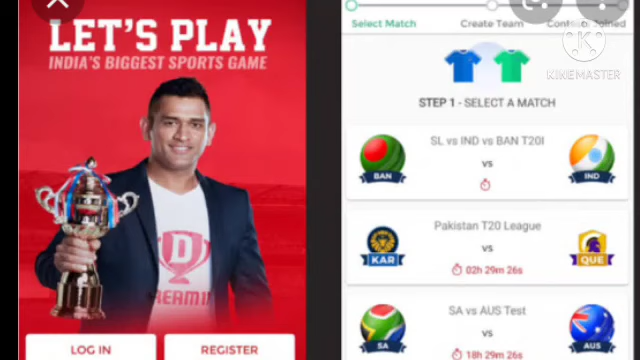 LET'S PLAY
INDIA'S BIGGEST SPORTS GAME
D
REAM11
LOG IN
REGISTER
Select Match
Create Team
Joined
KINEMASTER
STEP 1 - SELECT A MATCH
SL vs IND vs BAN T20I
BAN
vs
IND
Pakistan T20 League
KAR
vs
QUE
02h 29m 26s
SA vs AUS Test
SA
vs
AUS
18h 29m 26s